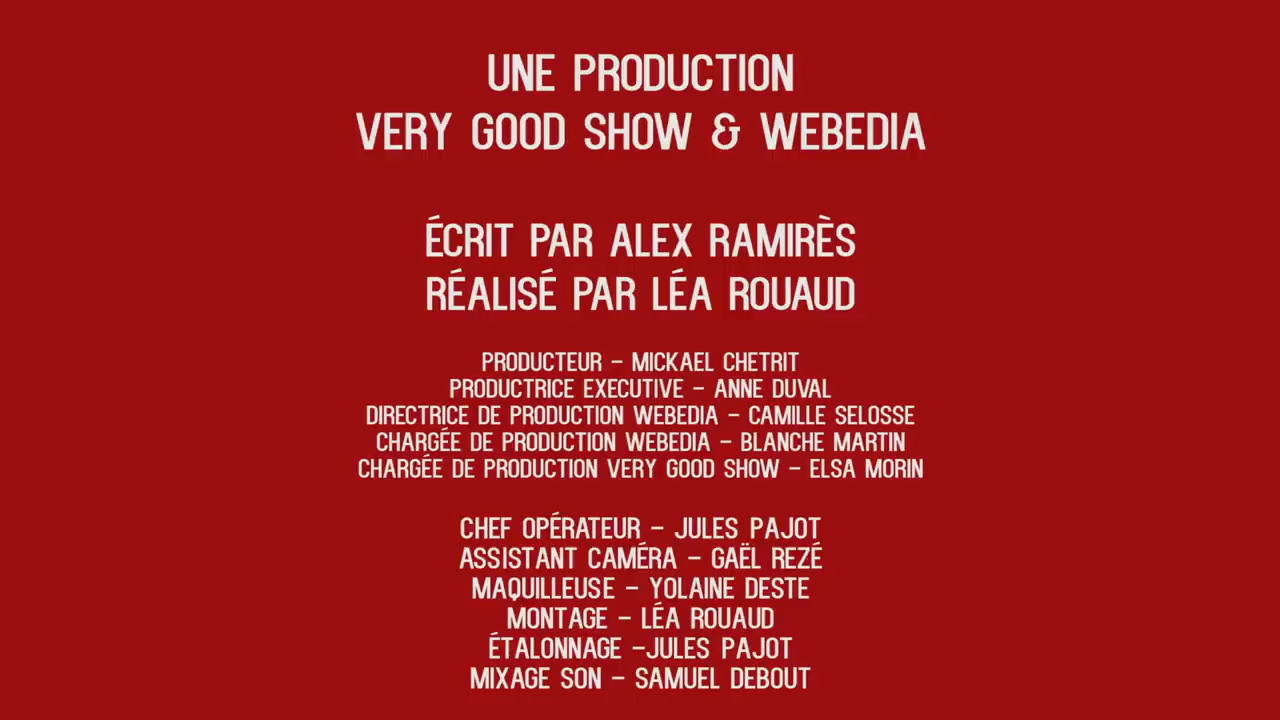 UNE PRODUCTION
VERY GOOD SHOW & WEBEDIA
ÉCRIT PAR ALEX RAMIRÈS
RÉALISÉ PAR LÉA ROUAUD
PRODUCTEUR – MICKAEL CHETRIT
PRODUCTRICE EXECUTIVE – ANNE DUVAL
DIRECTRICE DE PRODUCTION WEBEDIA – CAMILLE SELOSSE
CHARGÉE DE PRODUCTION WEBEDIA – BLANCHE MARTIN
CHARGÉE DE PRODUCTION VERY GOOD SHOW – ELSA MORIN
CHEF OPÉRATEUR – JULES PAJOT
ASSISTANT CAMÉRA – GAËL REZÉ
MAQUILLEUSE – YOLAINE DESTE
MONTAGE – LÉA ROUAUD
ÉTALONNAGE –JULES PAJOT
MIXAGE SON – SAMUEL DEBOUT